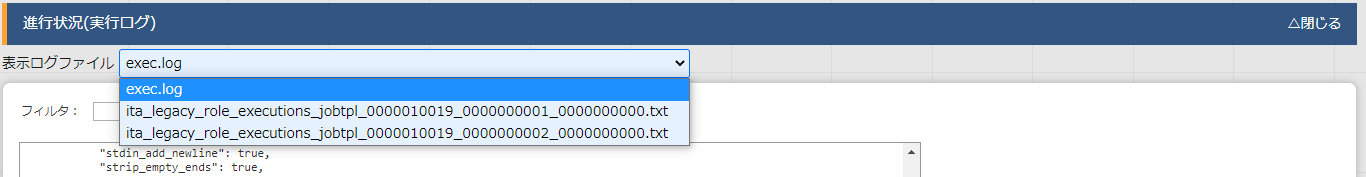 進行状況(実行ログ)
△閉じる
表示ログファイル exec.log
exec.log
ita_legacy_role_executions_jobtpl_0000010019_0000000001_0000000000.txt
ita_legacy_role_executions_jobtpl_0000010019_0000000002_0000000000.txt
フィルタ：
"stdin_add_newline": true,
"strip_empty_ends": true,